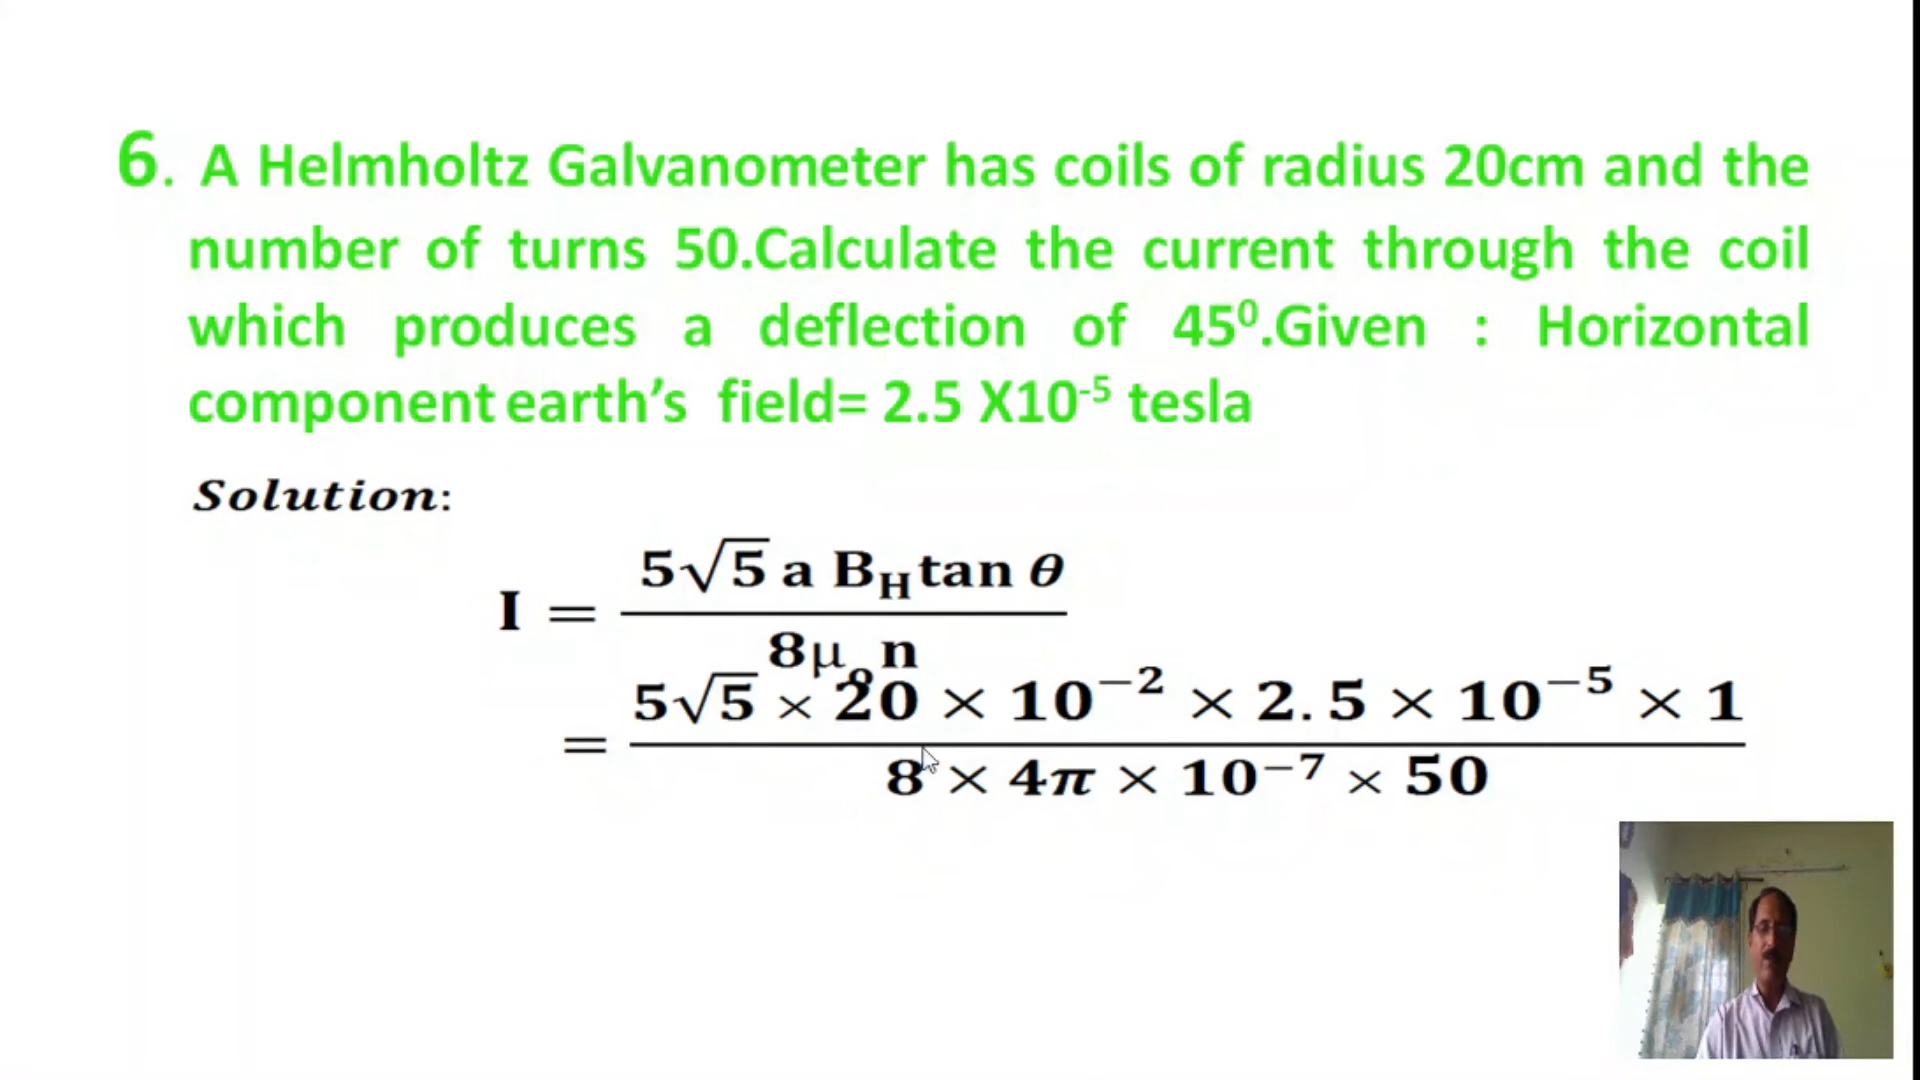 6. A Helmholtz Galvanometer has coils of radius 20cm and the
number of turns 50.Calculate the current through the coil
which produces a deflection of 45⁰.Given : Horizontal
component earth’s field= 2.5 X10⁻⁵ tesla
Solution:
I = 5√5 a B_H tan θ / 8μ₀ n
= 5√5 × 20 × 10⁻² × 2.5 × 10⁻⁵ × 1 / 8 × 4π × 10⁻⁷ × 50